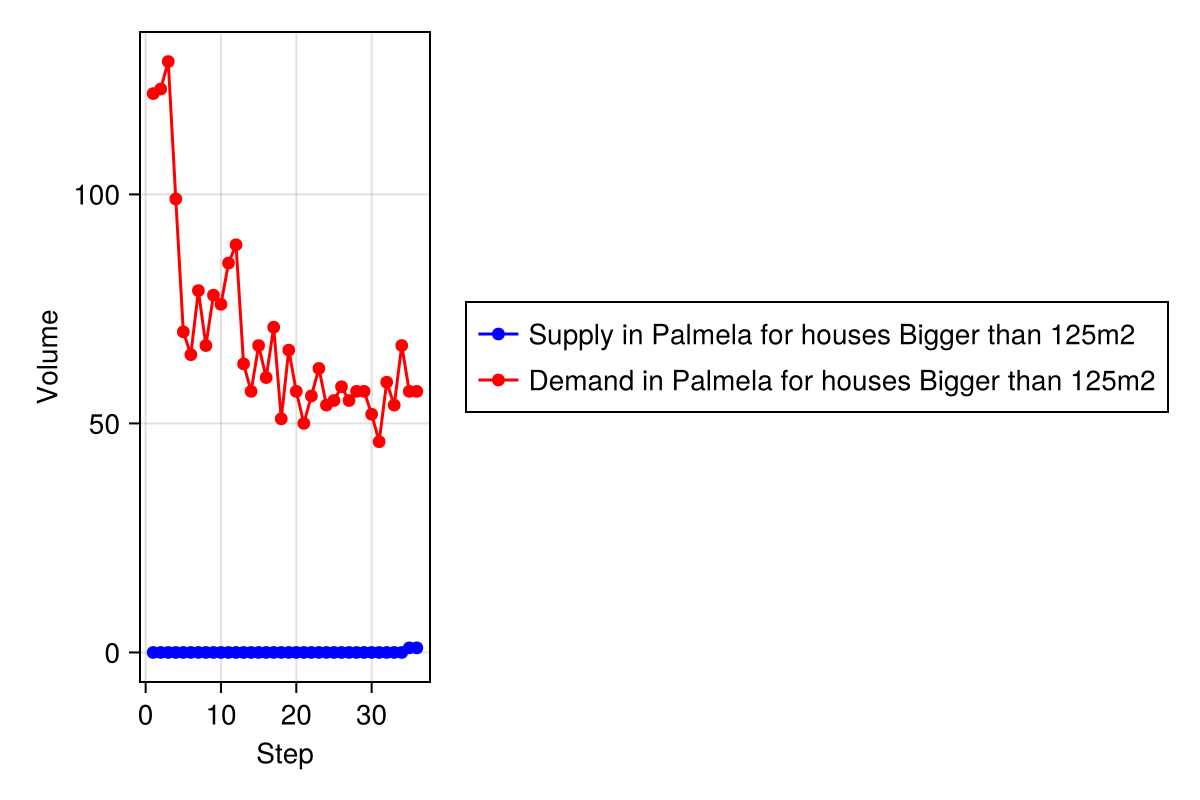 Volume
100
50
0
0 10 20 30
Step
Supply in Palmela for houses Bigger than 125m2
Demand in Palmela for houses Bigger than 125m2